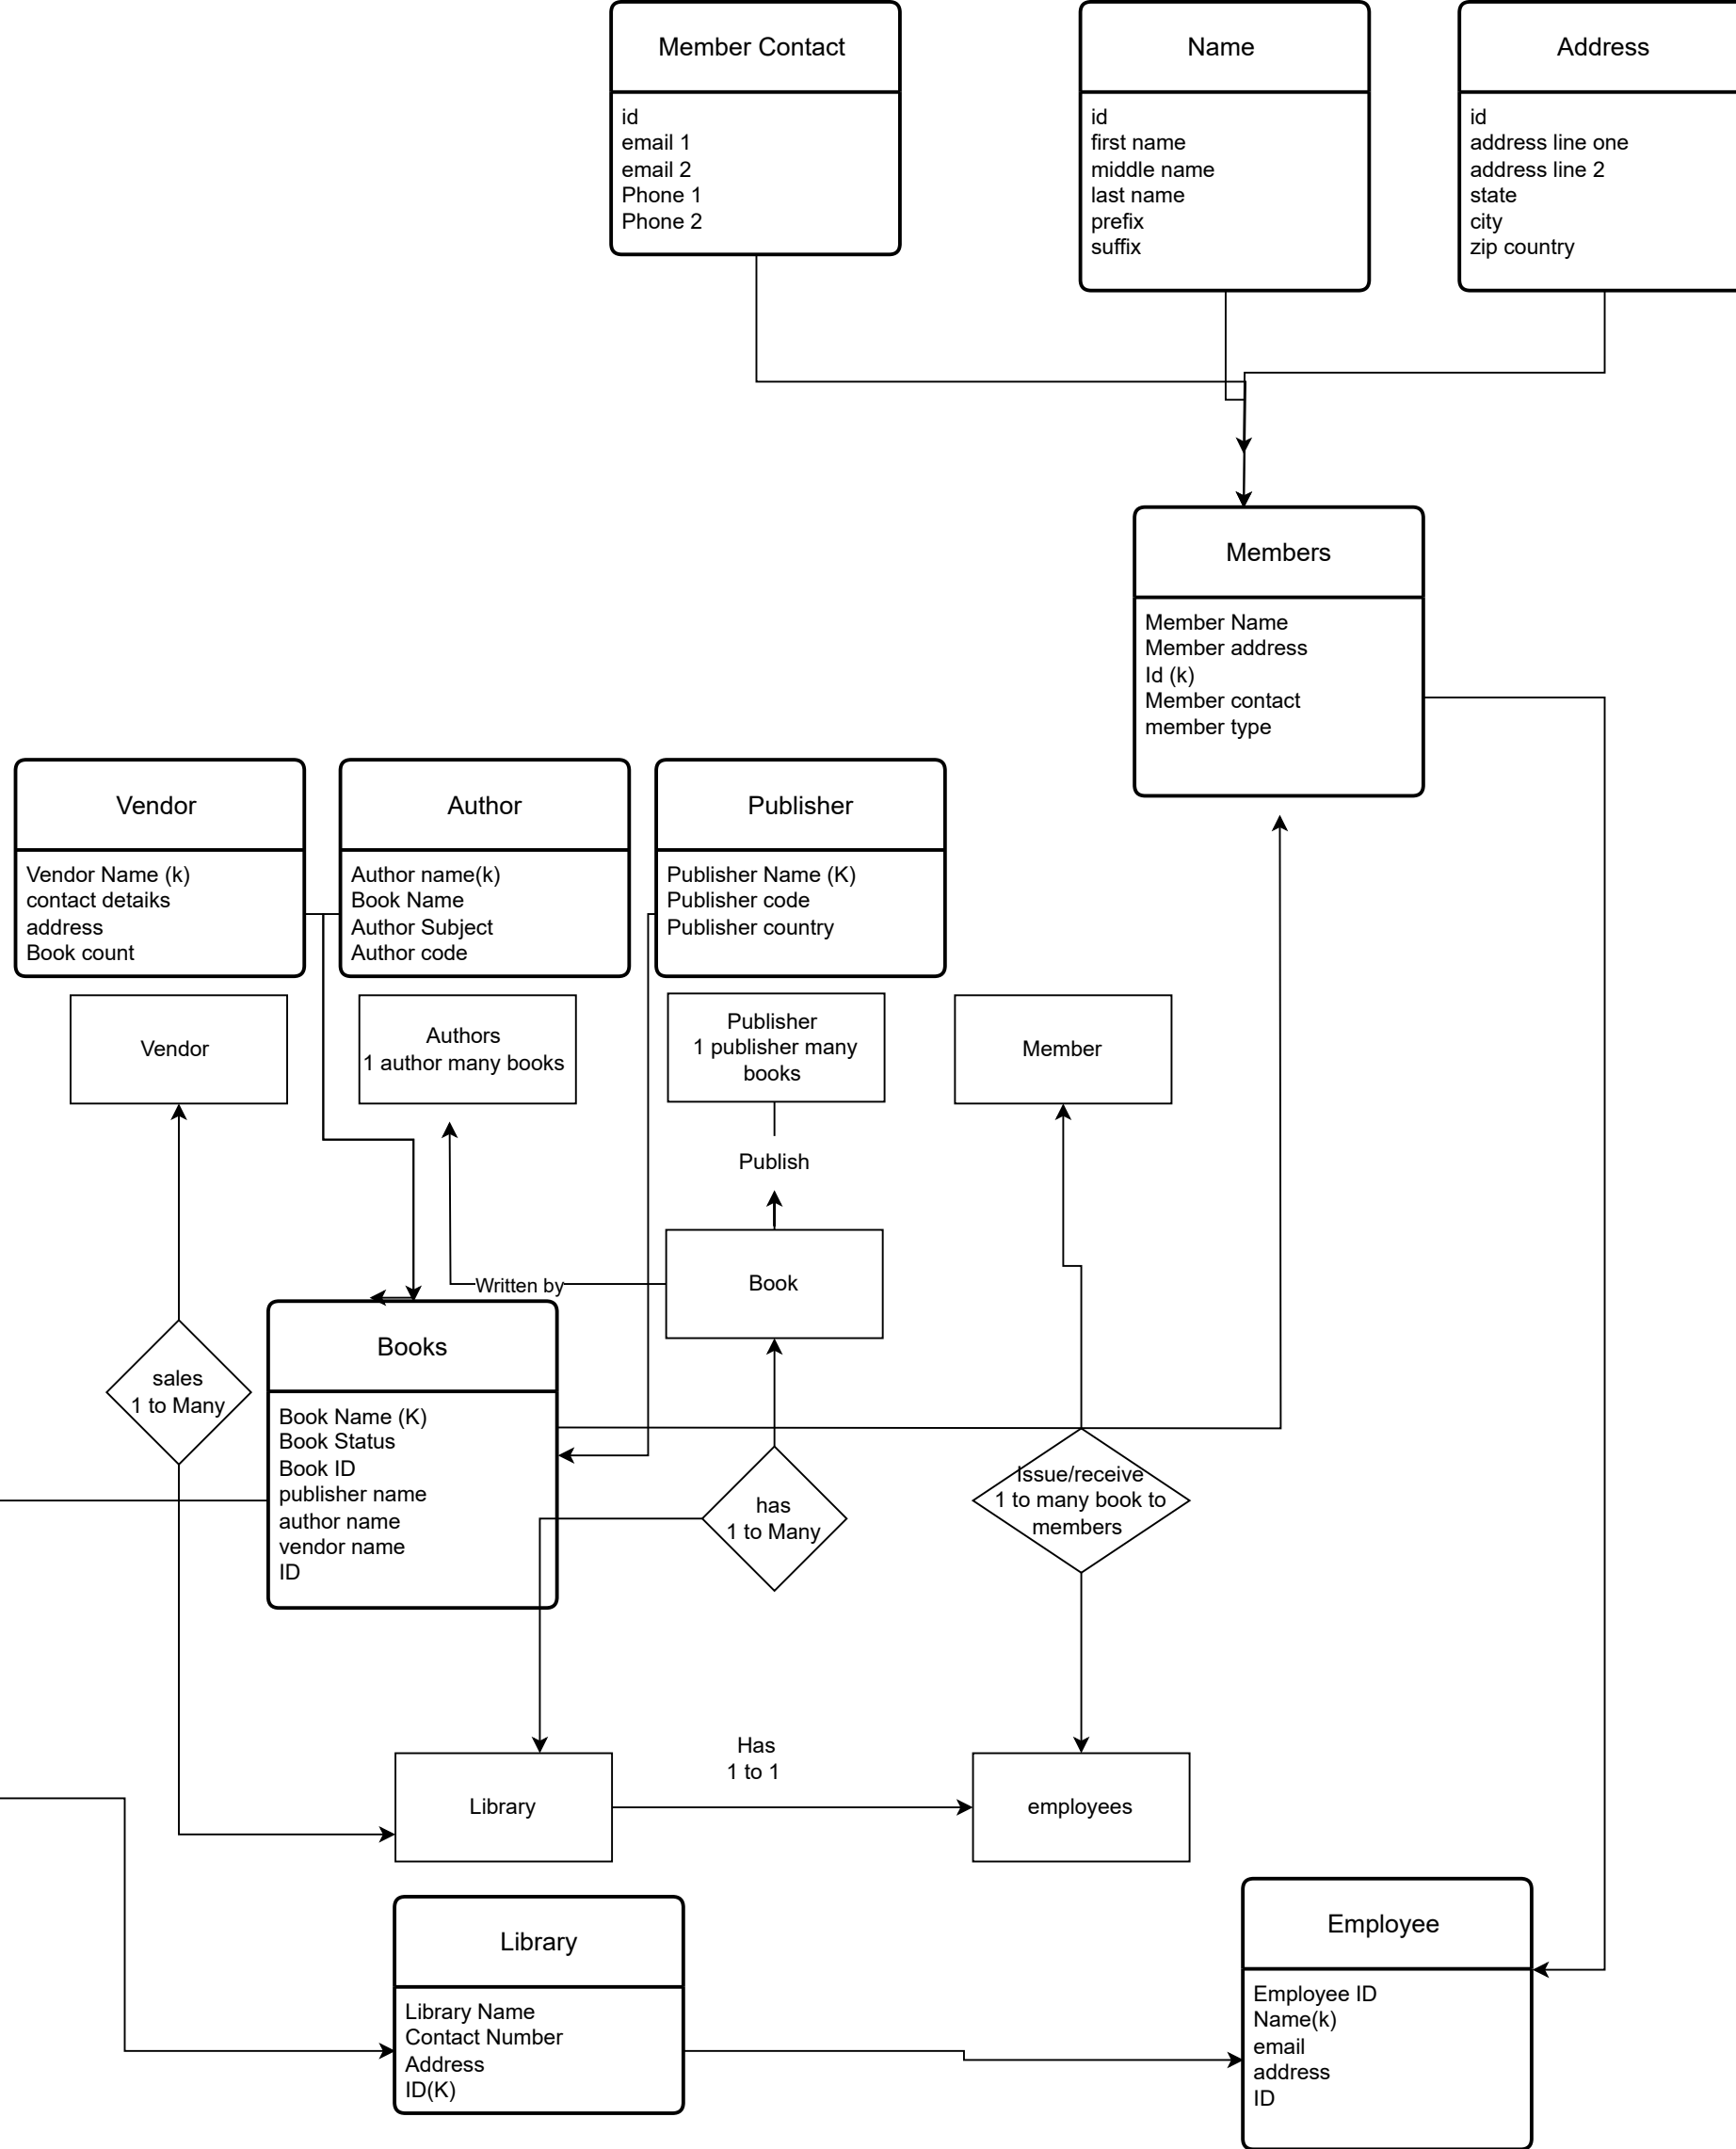 Member Contact
id
email 1
email 2
Phone 1
Phone 2
Name
id
first name
middle name
last name
prefix
suffix
Address
id
address line one
address line 2
state
city
zip country
Members
Member Name
Member address
Id (k)
Member contact
member type
Vendor
Vendor Name (k)
contact detaiks
address
Book count
Author
Author name(k)
Book Name
Author Subject
Author code
Publisher
Publisher Name (K)
Publisher code
Publisher country
Vendor
Authors
1 author many books
Publisher
1 publisher many
books
Member
Publish
Book
Written by
Books
Book Name (K)
Book Status
Book ID
publisher name
author name
vendor name
ID
sales
1 to Many
has
1 to Many
Issue/receive
1 to many book to
members
Has
1 to 1
Library
employees
Library
Library Name
Contact Number
Address
ID(K)
Employee
Employee ID
Name(k)
email
address
ID